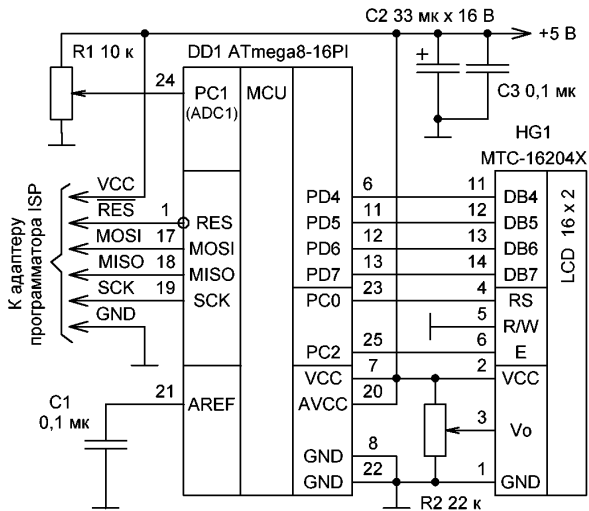 C2 33 мк x 16 В
+5 В
R1 10 к
DD1 ATmega8-16PI
24
PC1
(ADC1)
MCU
+
C3 0,1 мк
HG1
MTC-16204X
К адаптеру
программатора ISP
VCC
RES
MOSI
MISO
SCK
GND
1
17
18
19
RES
MOSI
MISO
SCK
PD4
PD5
PD6
PD7
PC0
PC2
VCC
AVCC
GND
GND
6
11
12
13
23
25
7
20
8
22
11
12
13
14
4
5
6
2
3
1
DB4
DB5
DB6
DB7
RS
R/W
E
VCC
Vo
GND
LCD 16 x 2
21
AREF
C1
0,1 мк
R2 22 к